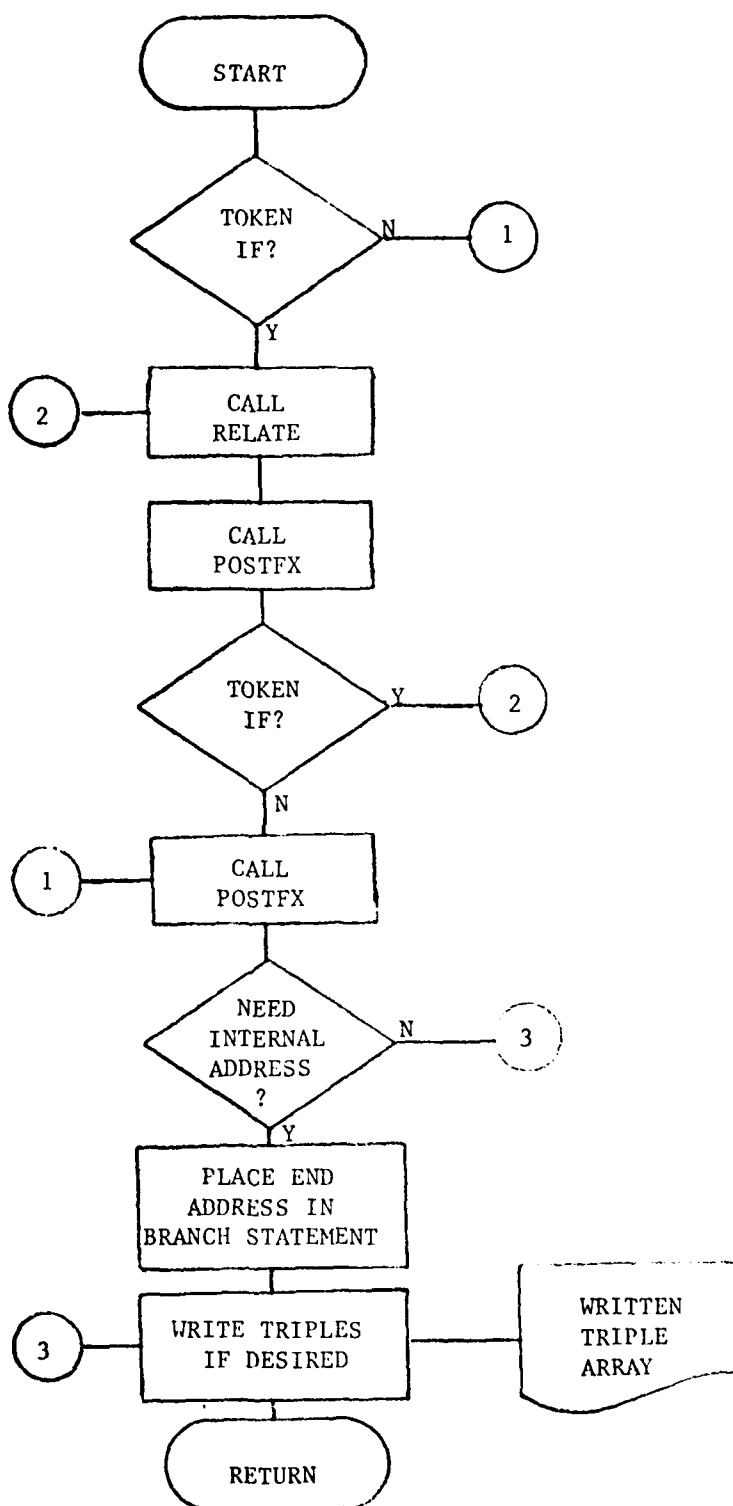 START
TOKEN
IF?
N
1
Y
2
CALL
RELATE
CALL
POSTFX
TOKEN
IF?
Y
2
N
1
CALL
POSTFX
NEED
INTERNAL
ADDRESS
?
N
3
Y
PLACE END
ADDRESS IN
BRANCH STATEMENT
3
WRITE TRIPLES
IF DESIRED
WRITTEN
TRIPLE
ARRAY
RETURN